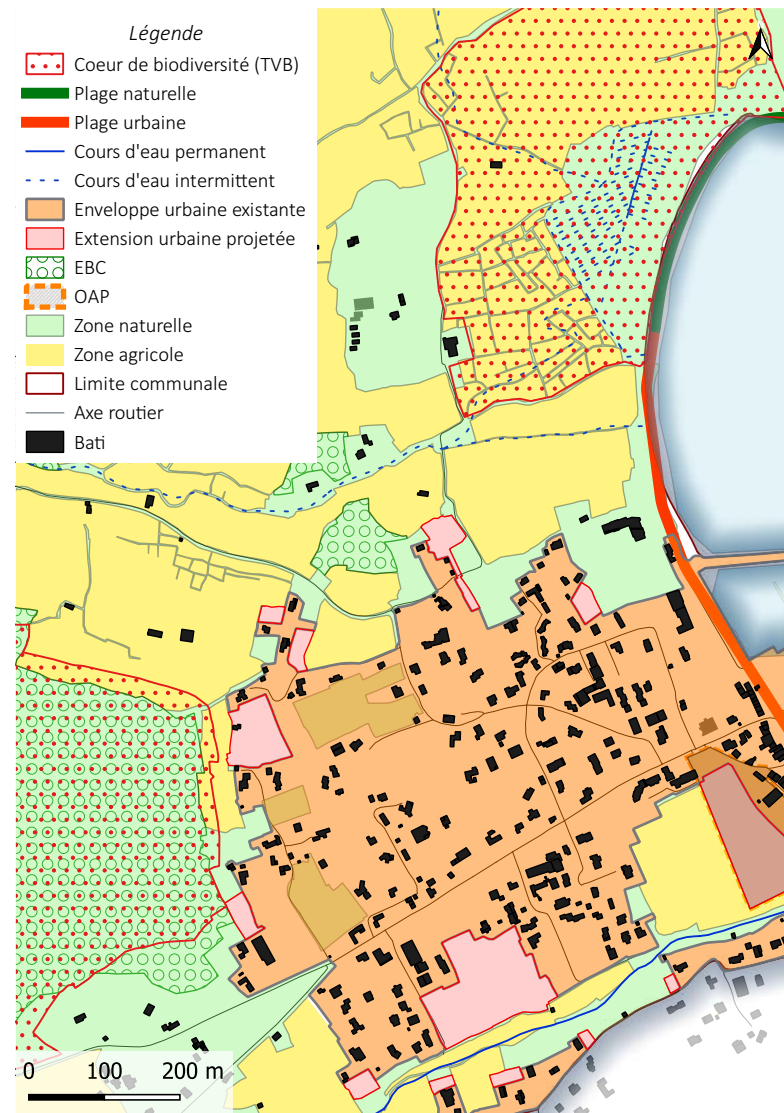 Légende
Coeur de biodiversité (TVB)
Plage naturelle
Plage urbaine
Cours d'eau permanent
Cours d'eau intermittent
Enveloppe urbaine existante
Extension urbaine projetée
EBC
OAP
Zone naturelle
Zone agricole
Limite communale
Axe routier
Bati
0 100 200 m